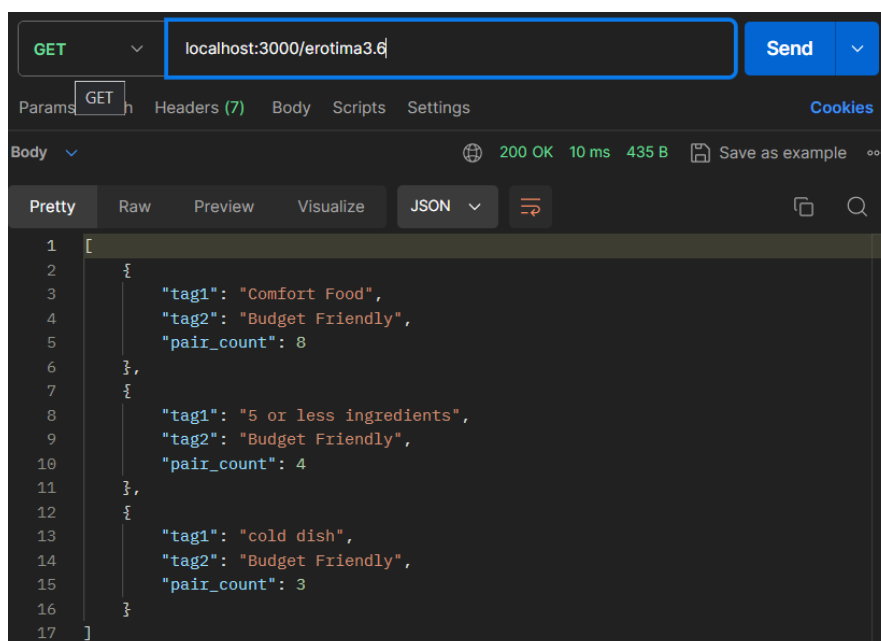 GET localhost:3000/erotima3.6 Send
Params GET h Headers (7) Body Scripts Settings Cookies
Body 200 OK 10 ms 435 B Save as example
Pretty Raw Preview Visualize JSON
1 [
2 {
3 "tag1": "Comfort Food",
4 "tag2": "Budget Friendly",
5 "pair_count": 8
6 },
7 {
8 "tag1": "5 or less ingredients",
9 "tag2": "Budget Friendly",
10 "pair_count": 4
11 },
12 {
13 "tag1": "cold dish",
14 "tag2": "Budget Friendly",
15 "pair_count": 3
16 }
17 ]